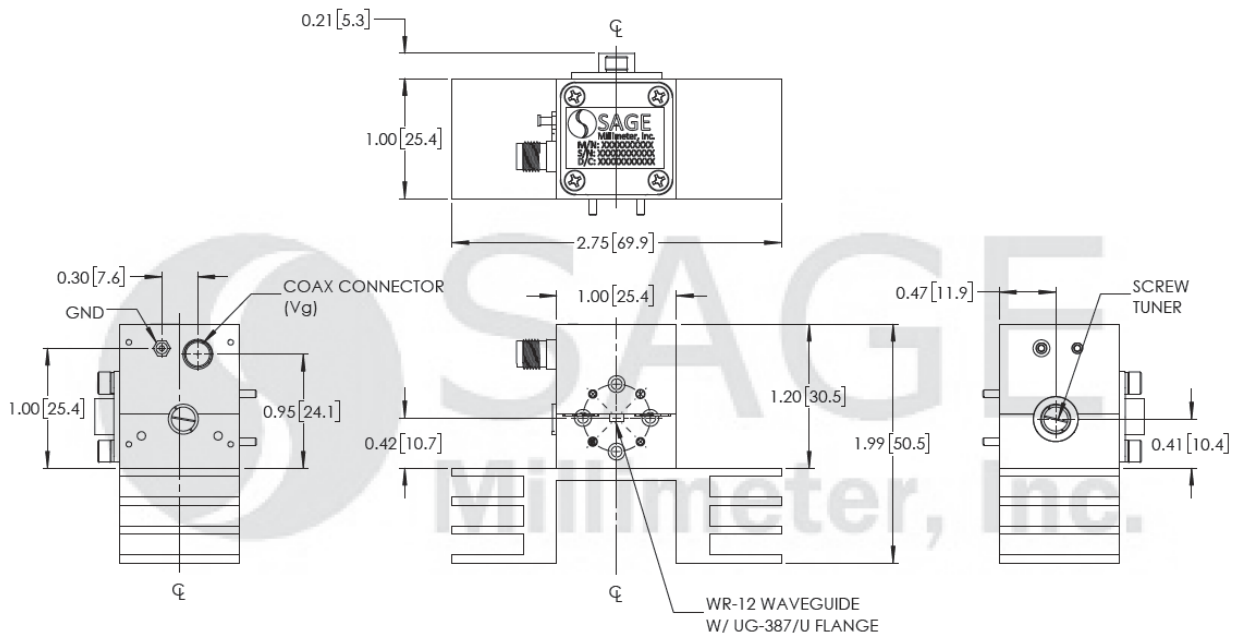 0.21[5.3]
℄
1.00[25.4]
SAGE
Millimeter, Inc.
M/N: XXXXXXXXXX
S/N: XXXXXXXXXXX
D/C: XXXXXXXXXXX
2.75[69.9]
0.30[7.6]
COAX CONNECTOR
(Vg)
GND
1.00[25.4]
0.47[11.9]
SCREW
TUNER
1.00[25.4]
0.95[24.1]
0.42[10.7]
1.20[30.5]
1.99[50.5]
0.41[10.4]
SAGE
Millimeter, Inc.
℄
℄
WR-12 WAVEGUIDE
W/ UG-387/U FLANGE